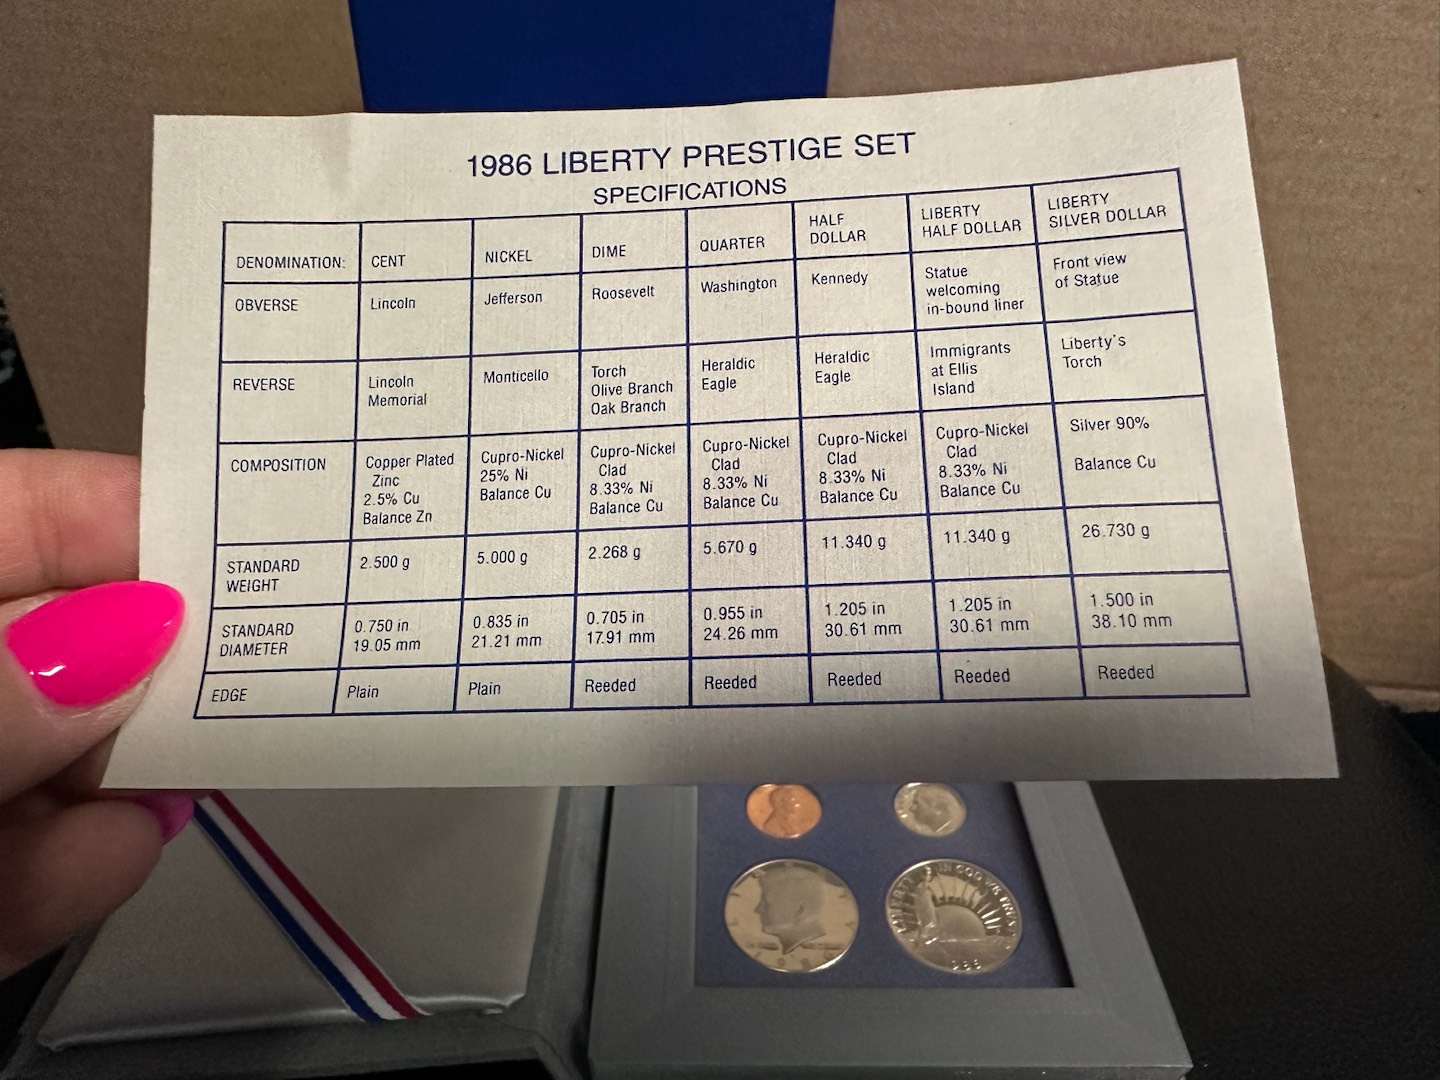 1986 LIBERTY PRESTIGE SET
SPECIFICATIONS
DENOMINATION: CENT NICKEL DIME QUARTER HALF DOLLAR LIBERTY HALF DOLLAR LIBERTY SILVER DOLLAR
OBVERSE Lincoln Jefferson Roosevelt Washington Kennedy Statue welcoming in-bound liner Front view of Statue
REVERSE Lincoln Memorial Monticello Torch Olive Branch Oak Branch Heraldic Eagle Heraldic Eagle Immigrants at Ellis Island Liberty's Torch
COMPOSITION Copper Plated Zinc 2.5% Cu Balance Zn Cupro-Nickel 25% Ni Balance Cu Cupro-Nickel Clad 8.33% Ni Balance Cu Cupro-Nickel Clad 8.33% Ni Balance Cu Cupro-Nickel Clad 8.33% Ni Balance Cu Cupro-Nickel Clad 8.33% Ni Balance Cu Silver 90% Balance Cu
STANDARD WEIGHT 2.500 g 5.000 g 2.268 g 5.670 g 11.340 g 11.340 g 26.730 g
STANDARD DIAMETER 0.750 in 19.05 mm 0.835 in 21.21 mm 0.705 in 17.91 mm 0.955 in 24.26 mm 1.205 in 30.61 mm 1.205 in 30.61 mm 1.500 in 38.10 mm
EDGE Plain Plain Reeded Reeded Reeded Reeded Reeded
LIBERTY IN GOD WE TRUST